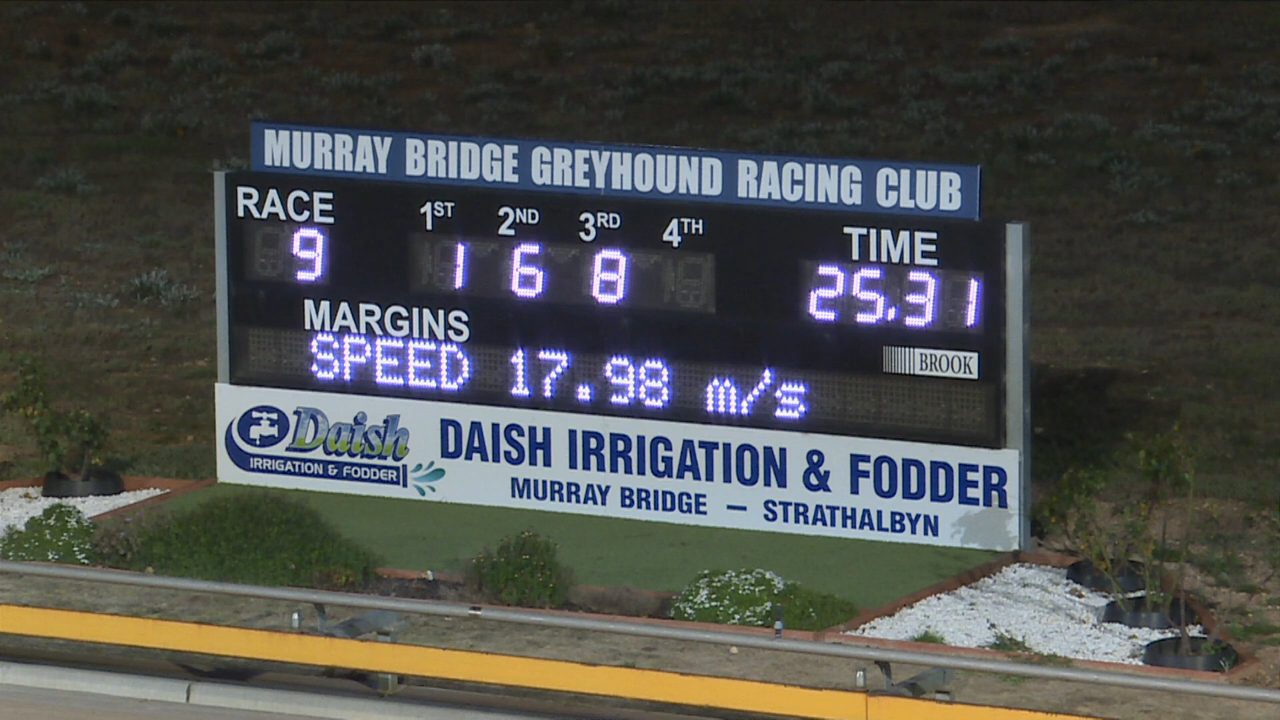 MURRAY BRIDGE GREYHOUND RACING CLUB
RACE 1ST 2ND 3RD 4TH TIME
9 1 6 8 25.31
MARGINS
BROOK
SPEED 17.98 m/s
Daish
IRRIGATION & FODDER
DAISH IRRIGATION & FODDER
MURRAY BRIDGE – STRATHALBYN